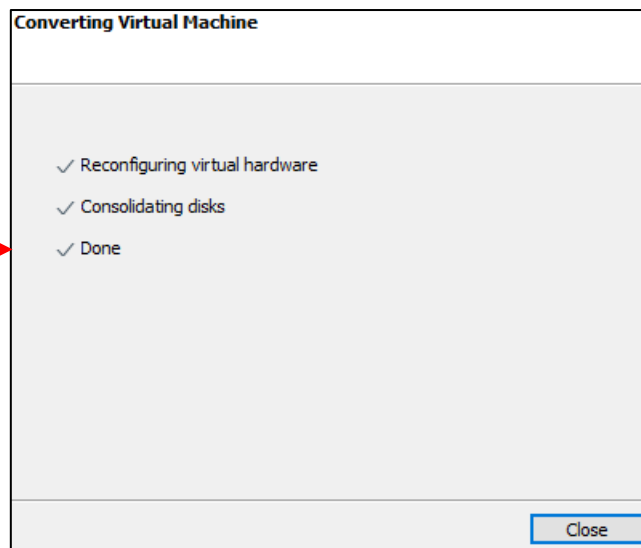 Converting Virtual Machine
Reconfiguring virtual hardware
Consolidating disks
Done
Close